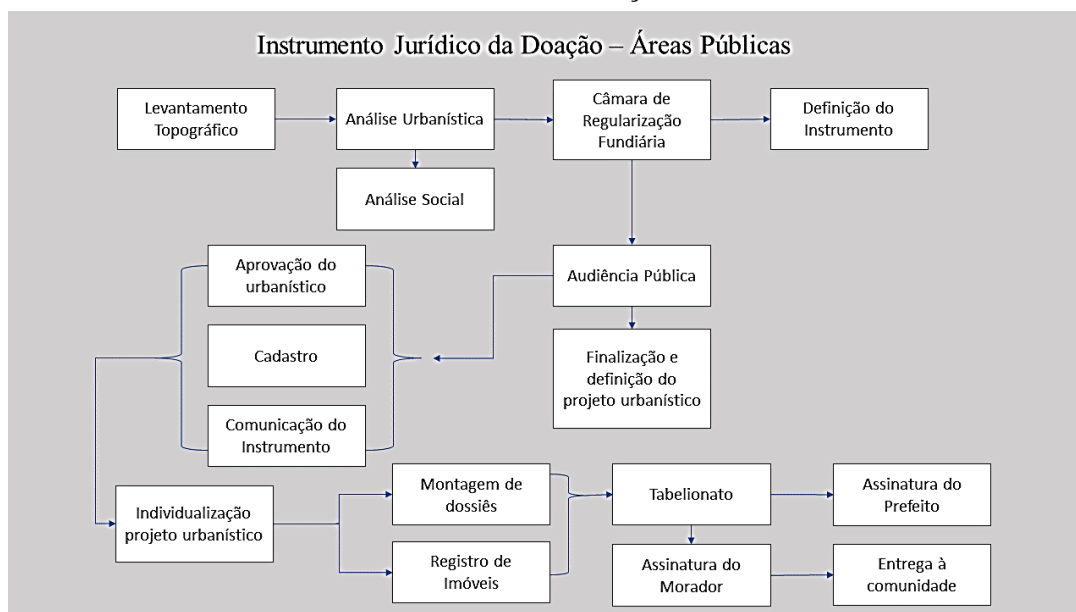 Instrumento Jurídico da Doação – Áreas Públicas
Levantamento
Topográfico
Análise Urbanística
Câmara de
Regularização
Fundiária
Definição do
Instrumento
Análise Social
Aprovação do
urbanístico
Audiência Pública
Cadastro
Finalização e
definição do
projeto urbanístico
Comunicação do
Instrumento
Individualização
projeto urbanístico
Montagem de
dossiês
Tabelionato
Assinatura do
Prefeito
Registro de
Imóveis
Assinatura do
Morador
Entrega à
comunidade